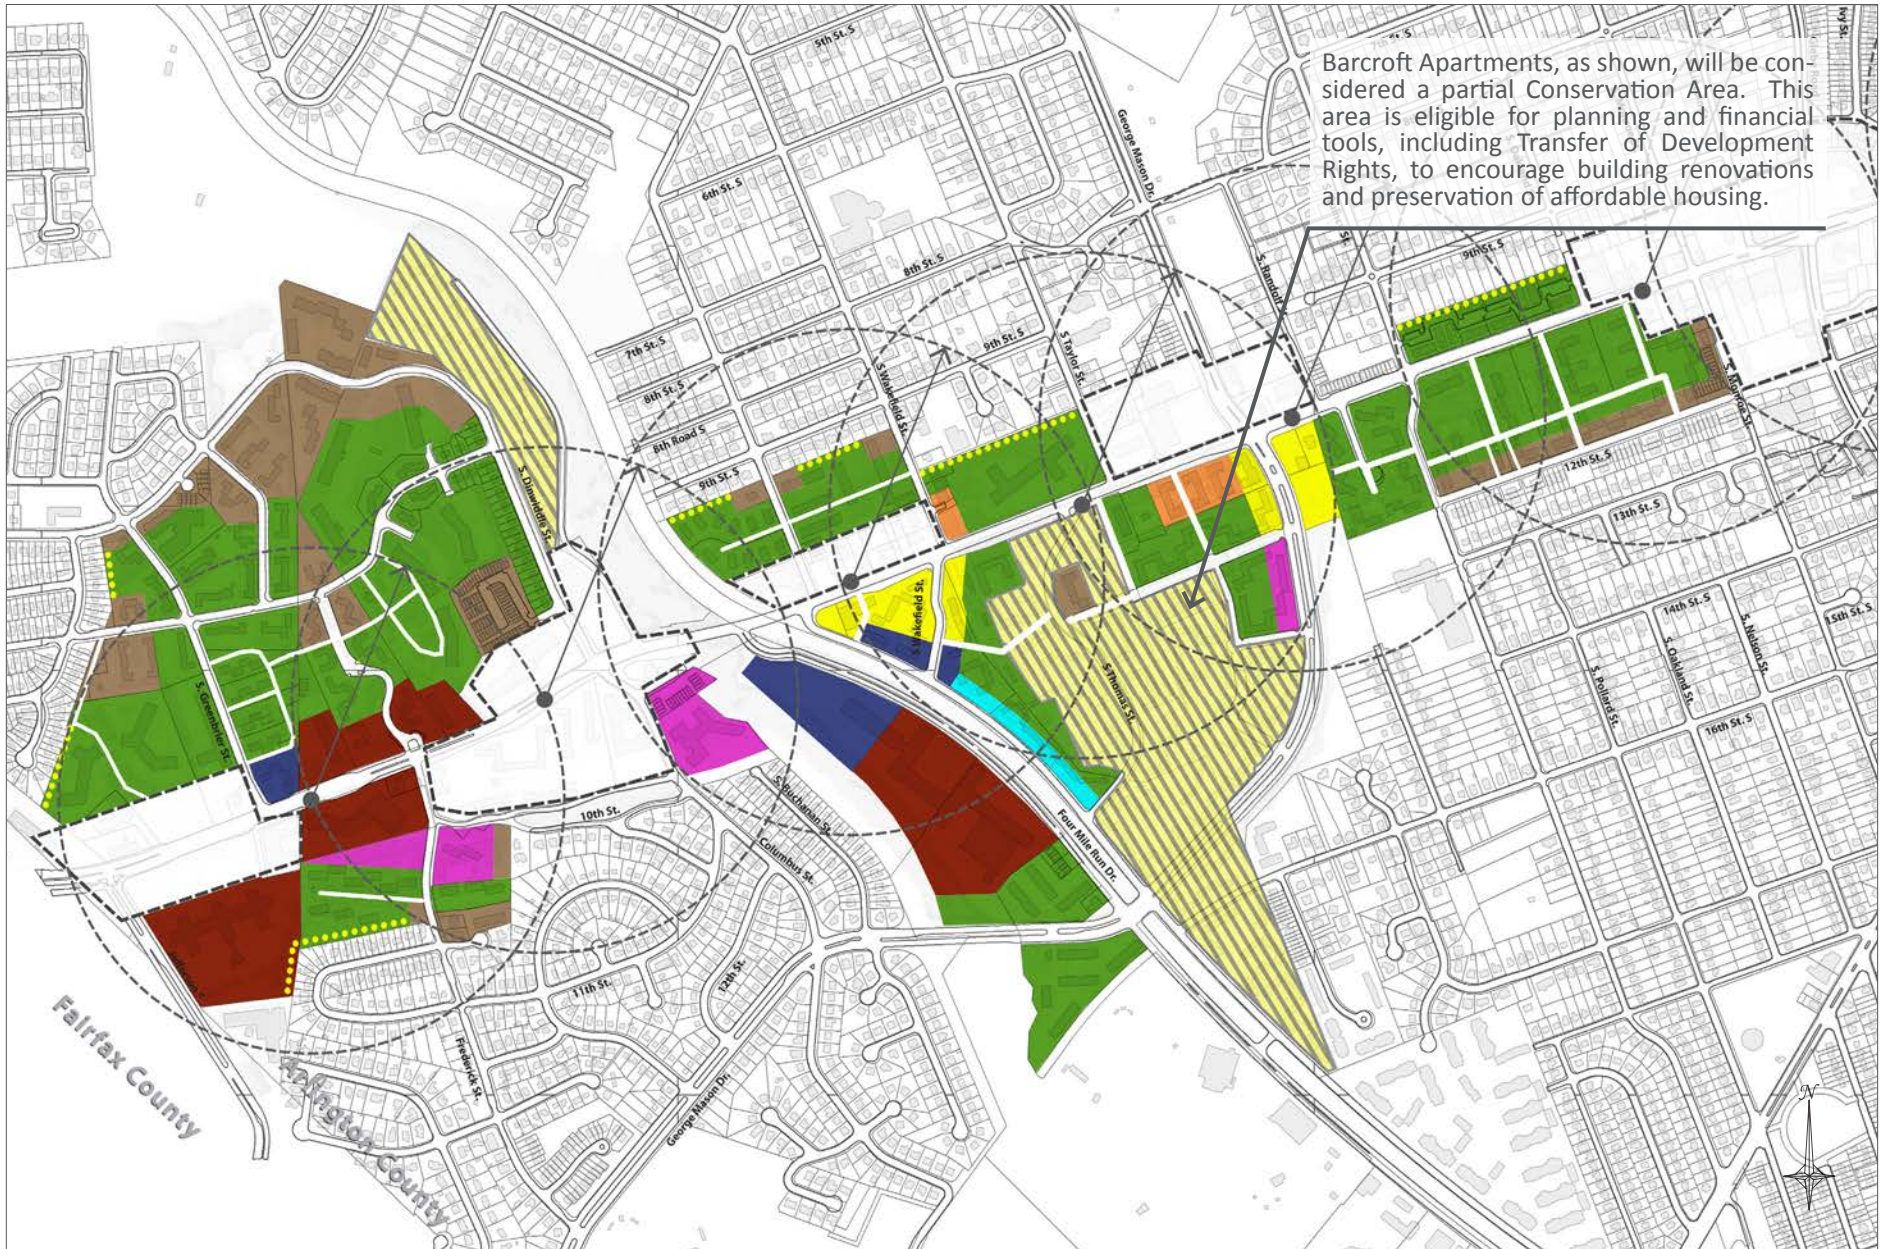 5th St. S
7th St. S
Barcroft Apartments, as shown, will be con-
sidered a partial Conservation Area. This
area is eligible for planning and financial
tools, including Transfer of Development
Rights, to encourage building renovations
and preservation of affordable housing.
George Mason Dr.
6th St. S
8th St. S
9th St. S
S. Randolf
St.
7th St. S
8th St. S
8th Road S
9th St. S
9th St. S
S Wakefield St.
S Taylor St.
S. Monroe St.
12th St. S
13th St. S
S. Dinwiddie St.
S Wakefield St.
S Thomas St.
14th St. S
15th St. S
S. Nelson St.
S. Oakland St.
S. Pollard St.
16th St. S
S. Greenbrier St.
10th St.
S. Buchanan St.
Columbus St.
Four Mile Run Dr.
12th St.
11th St.
Frederick St.
George Mason Dr.
Fairfax County
Arlington County
N